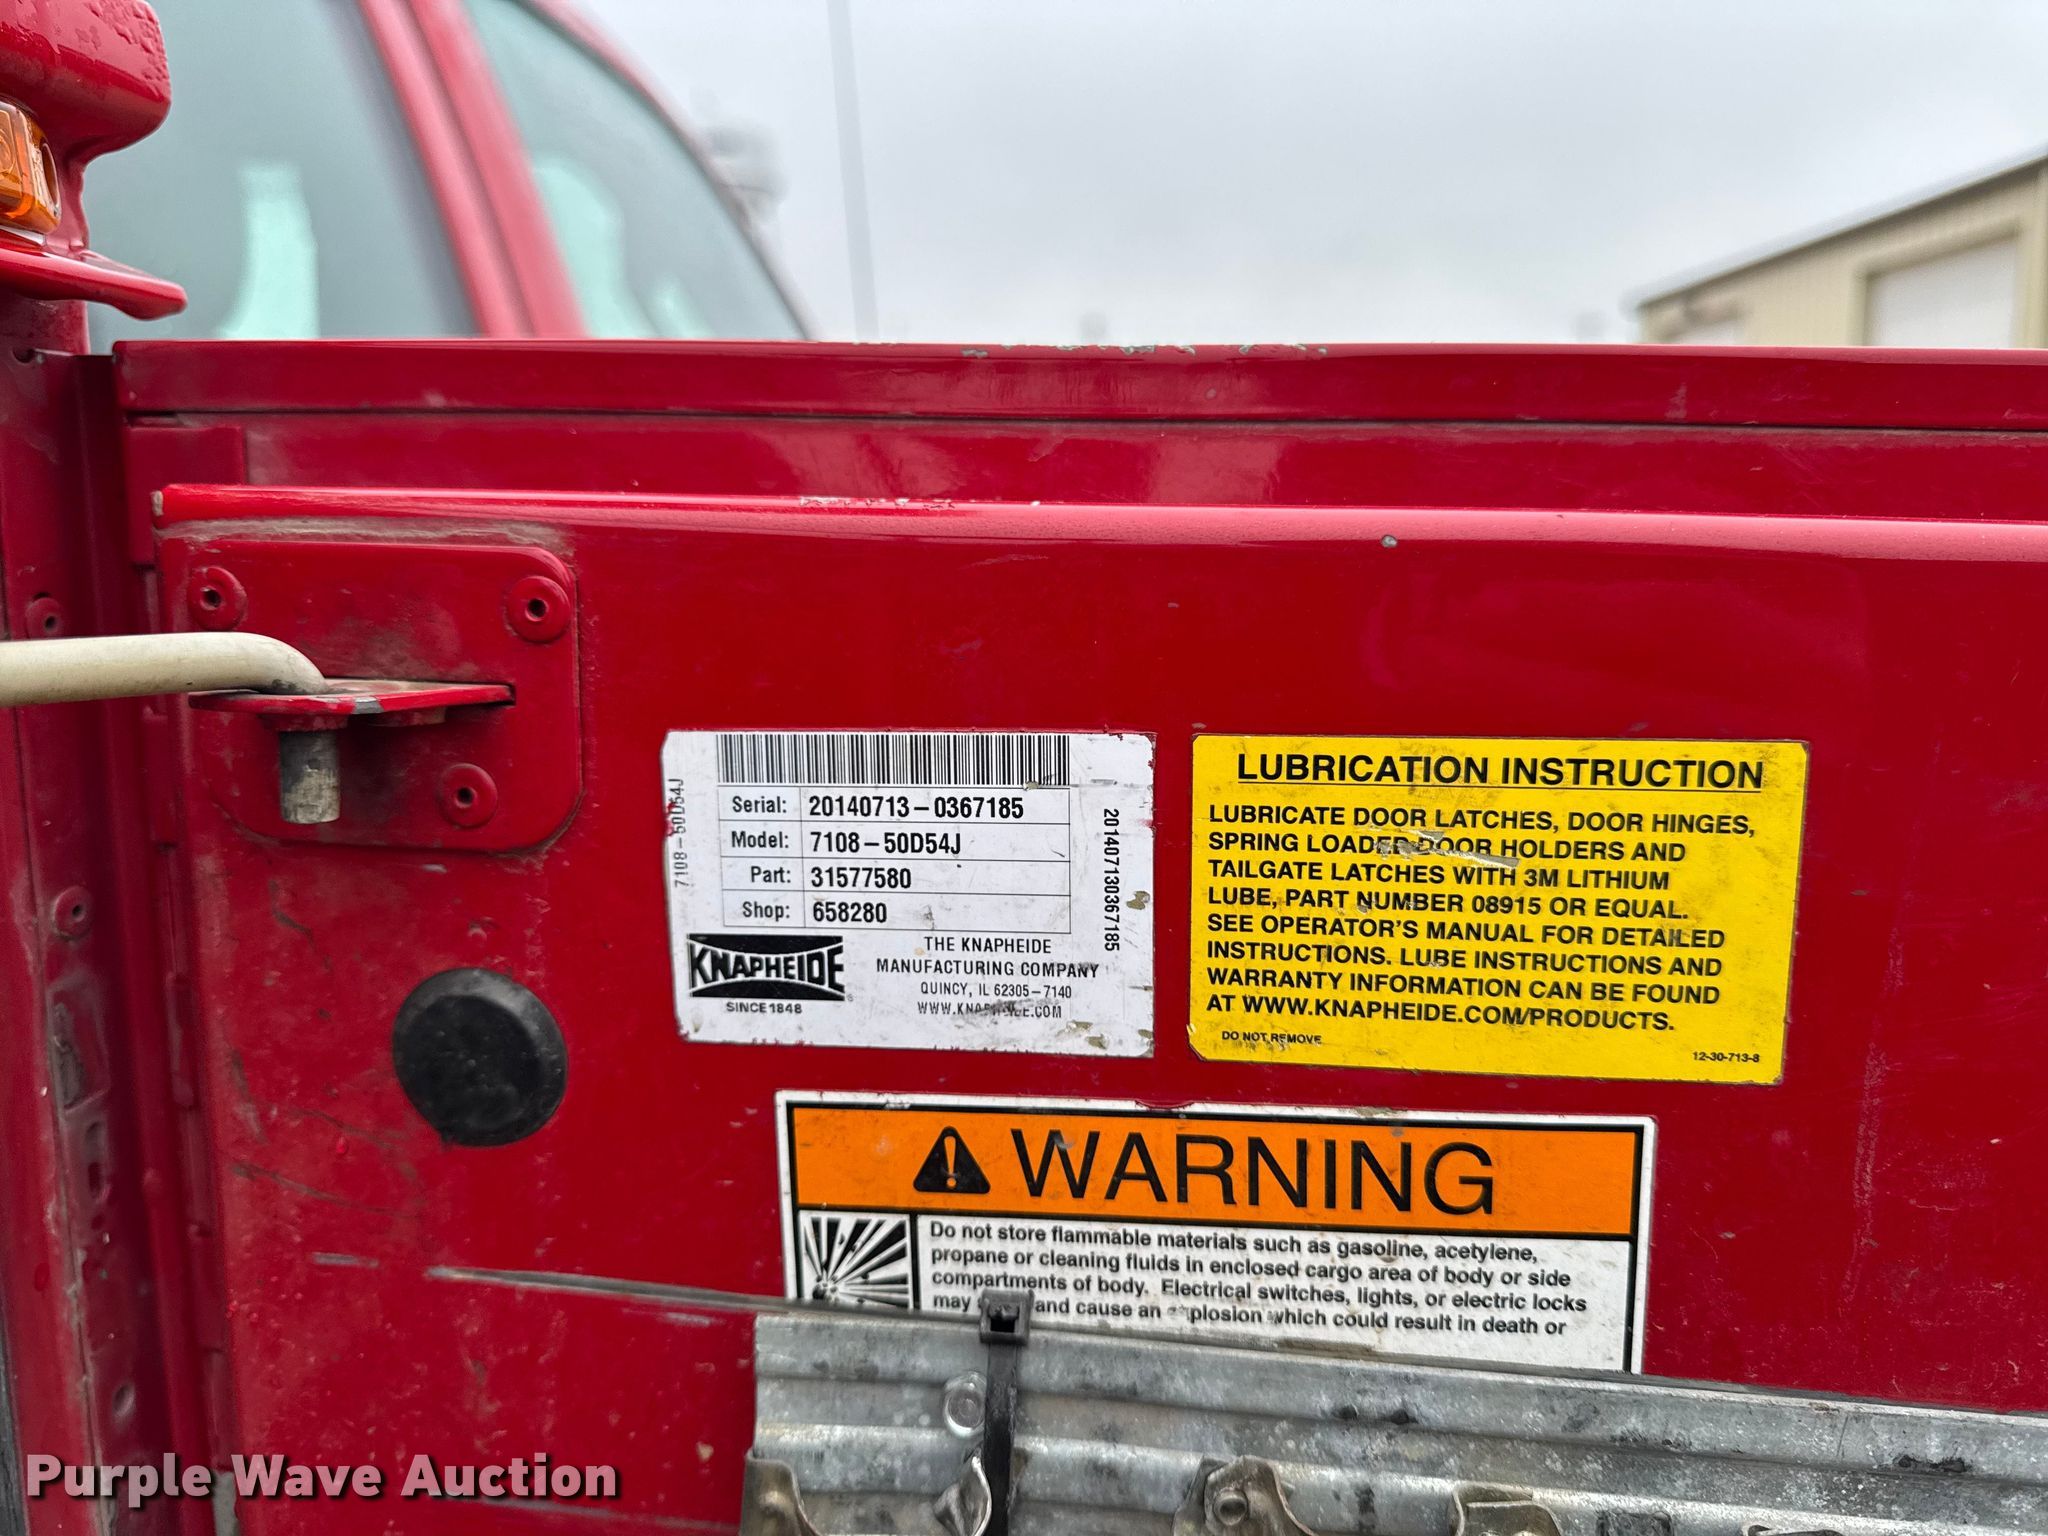 Serial: 20140713-0367185
Model: 7108-50D54J
Part: 31577580
Shop: 658280
7108-50D54J
201407130367185
KNAPHEIDE
SINCE 1848
THE KNAPHEIDE
MANUFACTURING COMPANY
QUINCY, IL 62305-7140
WWW.KNAPHEIDE.COM
LUBRICATION INSTRUCTION
LUBRICATE DOOR LATCHES, DOOR HINGES,
SPRING LOADED DOOR HOLDERS AND
TAILGATE LATCHES WITH 3M LITHIUM
LUBE, PART NUMBER 08915 OR EQUAL.
SEE OPERATOR'S MANUAL FOR DETAILED
INSTRUCTIONS. LUBE INSTRUCTIONS AND
WARRANTY INFORMATION CAN BE FOUND
AT WWW.KNAPHEIDE.COM/PRODUCTS.
DO NOT REMOVE
12-30-713-8
WARNING
Do not store flammable materials such as gasoline, acetylene,
propane or cleaning fluids in enclosed cargo area of body or side
compartments of body. Electrical switches, lights, or electric locks
may and cause an explosion which could result in death or
Purple Wave Auction